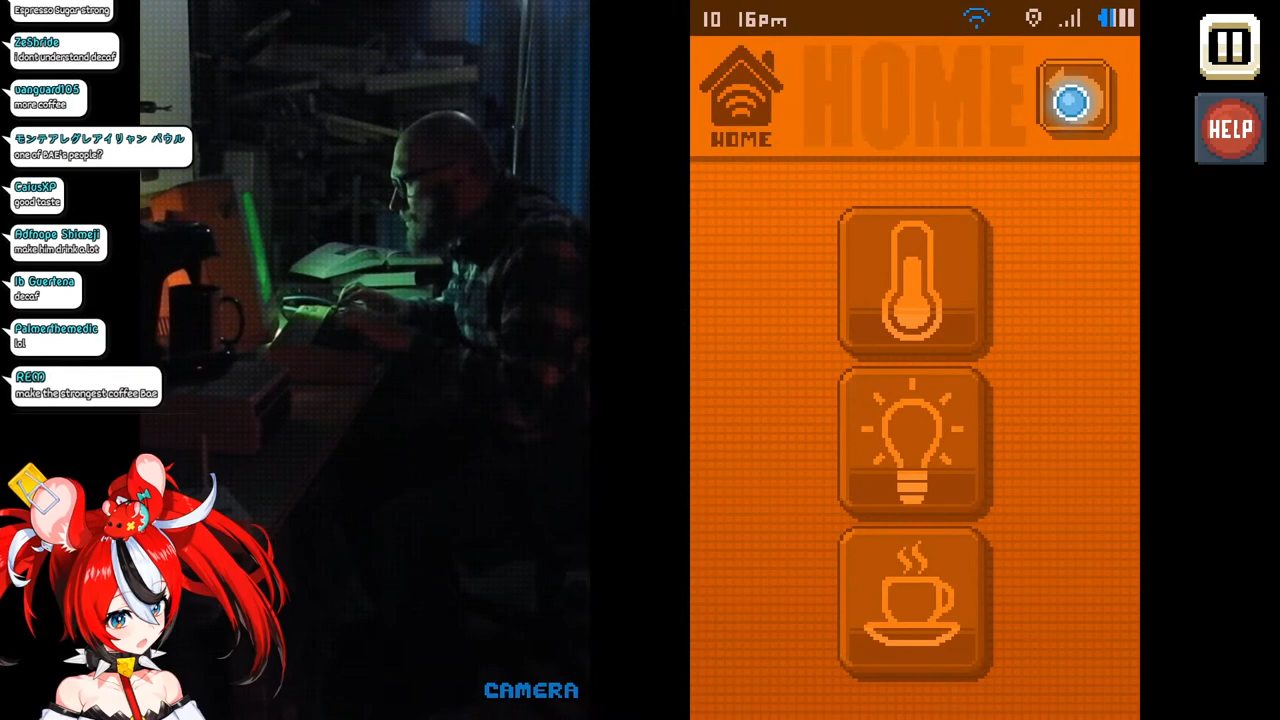 Espresso Sugar strong
ZeShride
i dont understand decaf
vanguard105
more coffee
モンテアレグレアイリャン パウル
one of BAE's people?
CaiusXP
good taste
Adfnope Shimeji
make him drink a lot
Ib Guertena
decaf
Palmerthemedic
lol
REM
make the strongest coffee Bae
CAMERA
10 16pm
HOME
HOME
HELP